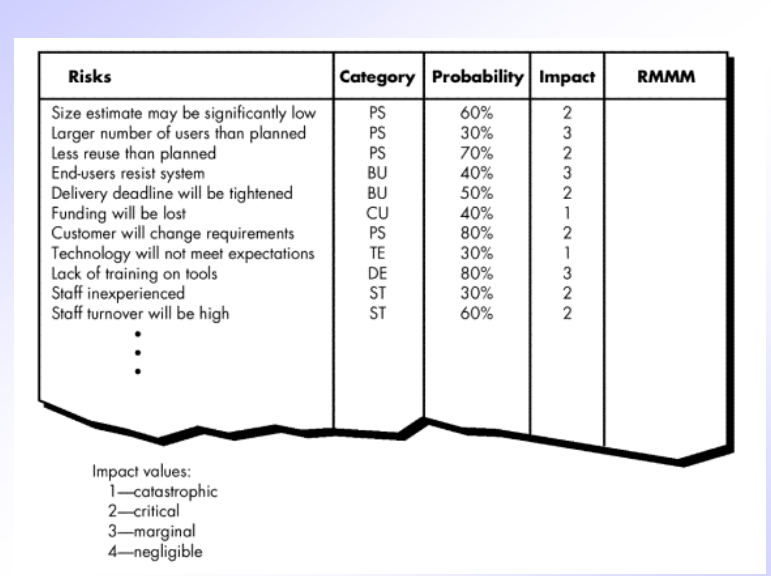 Risks Category Probability Impact RMMM
Size estimate may be significantly low PS 60% 2
Larger number of users than planned PS 30% 3
Less reuse than planned PS 70% 2
End-users resist system BU 40% 3
Delivery deadline will be tightened BU 50% 2
Funding will be lost CU 40% 1
Customer will change requirements PS 80% 2
Technology will not meet expectations TE 30% 1
Lack of training on tools DE 80% 3
Staff inexperienced ST 30% 2
Staff turnover will be high ST 60% 2
Impact values:
1—catastrophic
2—critical
3—marginal
4—negligible